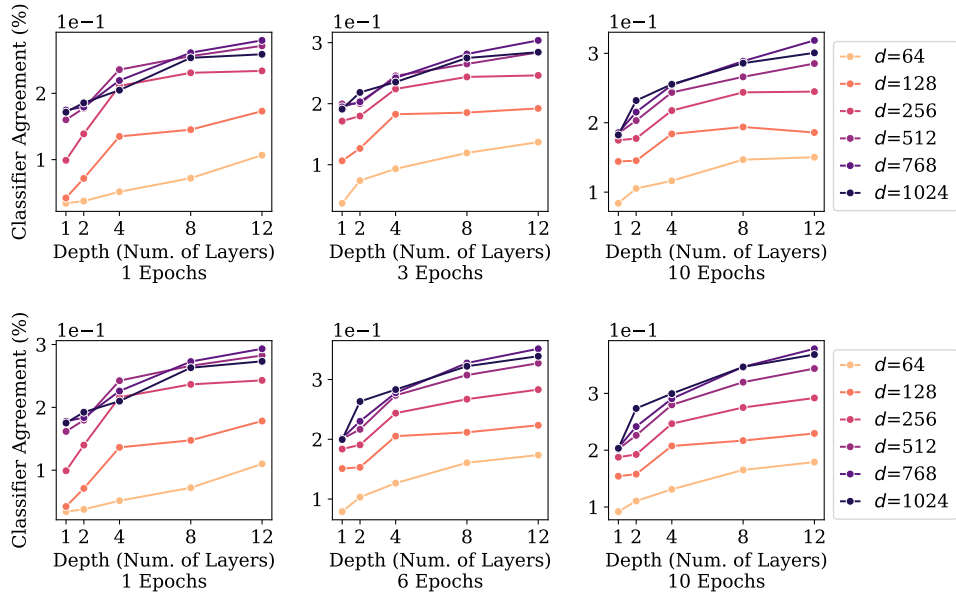 1e−1
1e−1
1e−1
Classifier Agreement (%)
3
3
2
2
2
1
1
1
1 2 4 8 12
1 2 4 8 12
1 2 4 8 12
Depth (Num. of Layers)
Depth (Num. of Layers)
Depth (Num. of Layers)
1 Epochs
3 Epochs
10 Epochs
d=64
d=128
d=256
d=512
d=768
d=1024
1e−1
1e−1
1e−1
Classifier Agreement (%)
3
3
3
2
2
2
1
1
1
1 2 4 8 12
1 2 4 8 12
1 2 4 8 12
Depth (Num. of Layers)
Depth (Num. of Layers)
Depth (Num. of Layers)
1 Epochs
6 Epochs
10 Epochs
d=64
d=128
d=256
d=512
d=768
d=1024